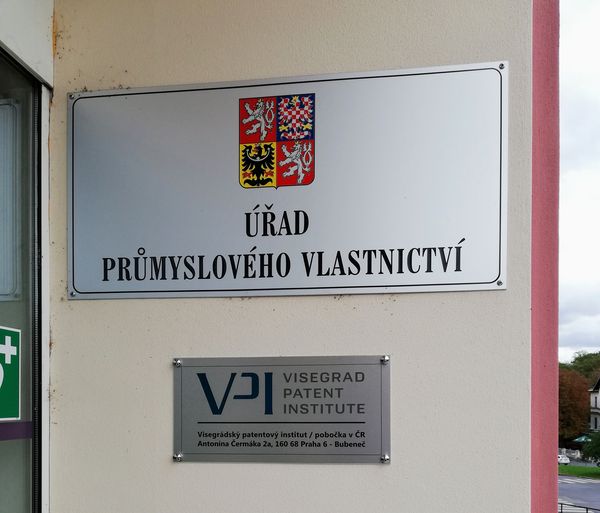 ÚŘAD
PRŮMYSLOVÉHO VLASTNICTVÍ
VPI
VISEGRAD
PATENT
INSTITUTE
Visegrádský patentový institut / pobočka v ČR
Antonína Čermáka 2a, 160 68 Praha 6 - Bubeneč